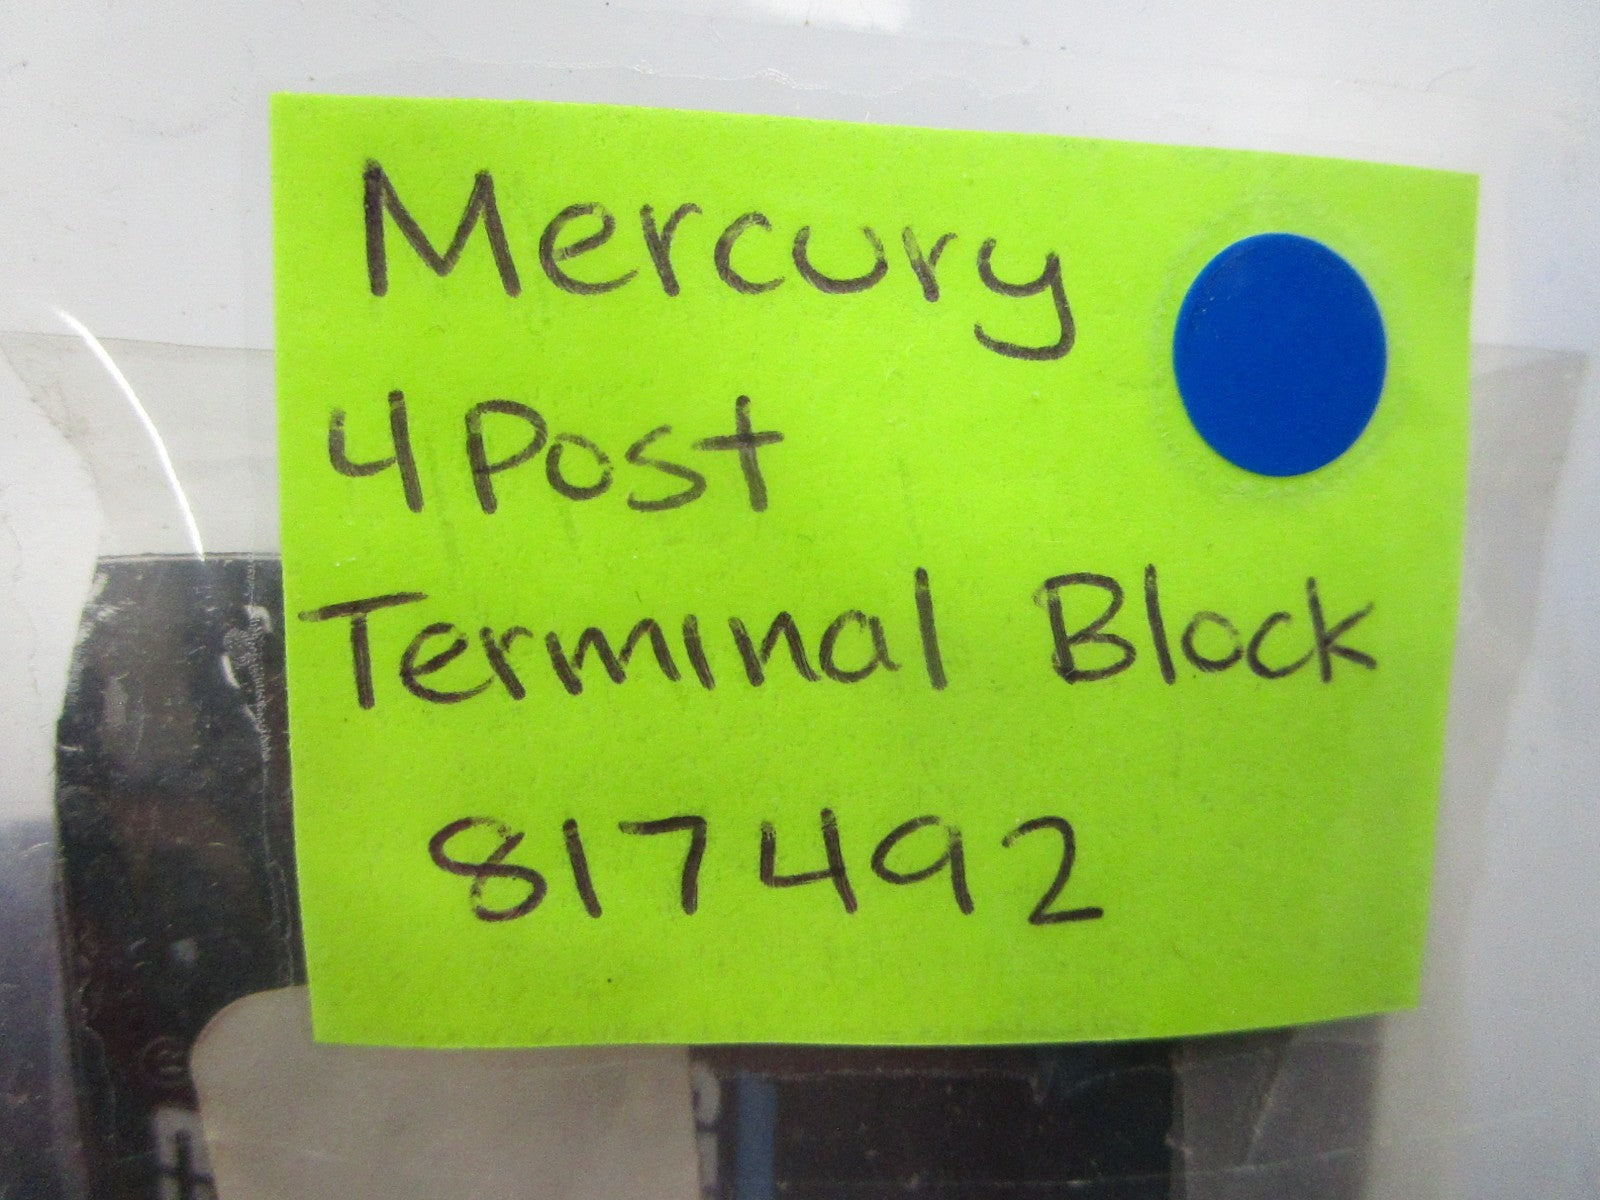 Mercury
4 Post
Terminal Block
817492